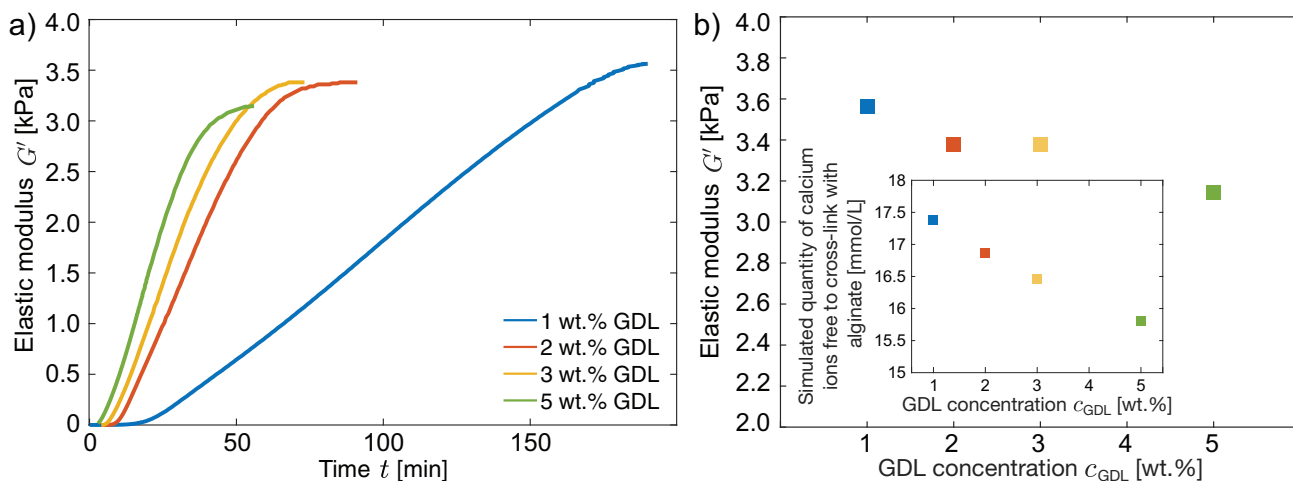 a)
Elastic modulus G′ [kPa]
4.0
3.5
3.0
2.5
2.0
1.5
1.0
0.5
0
0
50
100
150
Time t [min]
1 wt.% GDL
2 wt.% GDL
3 wt.% GDL
5 wt.% GDL
b)
Elastic modulus G′ [kPa]
4.0
3.8
3.6
3.4
3.2
3.0
2.8
2.6
2.4
2.2
2.0
1
2
3
4
5
GDL concentration c_GDL [wt.%]
Simulated quantity of calcium
ions free to cross-link with
alginate [mmol/L]
18
17.5
17
16.5
16
15.5
15
1
2
3
4
5
GDL concentration c_GDL [wt.%]